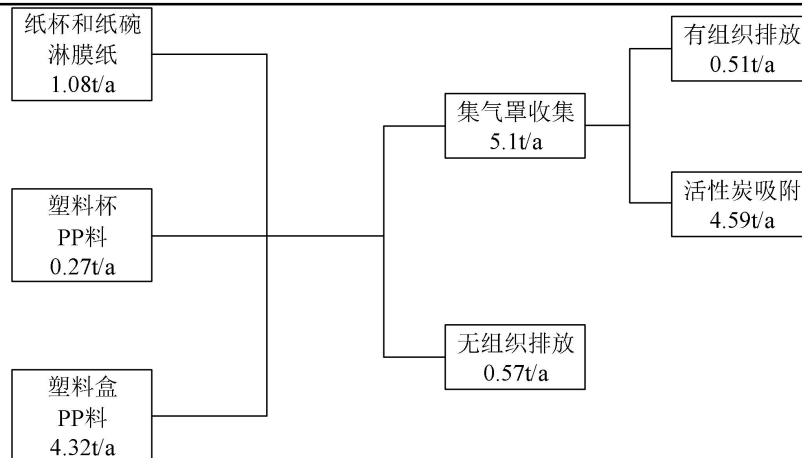 纸杯和纸碗
淋膜纸
1.08t/a
塑料杯
PP料
0.27t/a
塑料盒
PP料
4.32t/a
集气罩收集
5.1t/a
无组织排放
0.57t/a
有组织排放
0.51t/a
活性炭吸附
4.59t/a